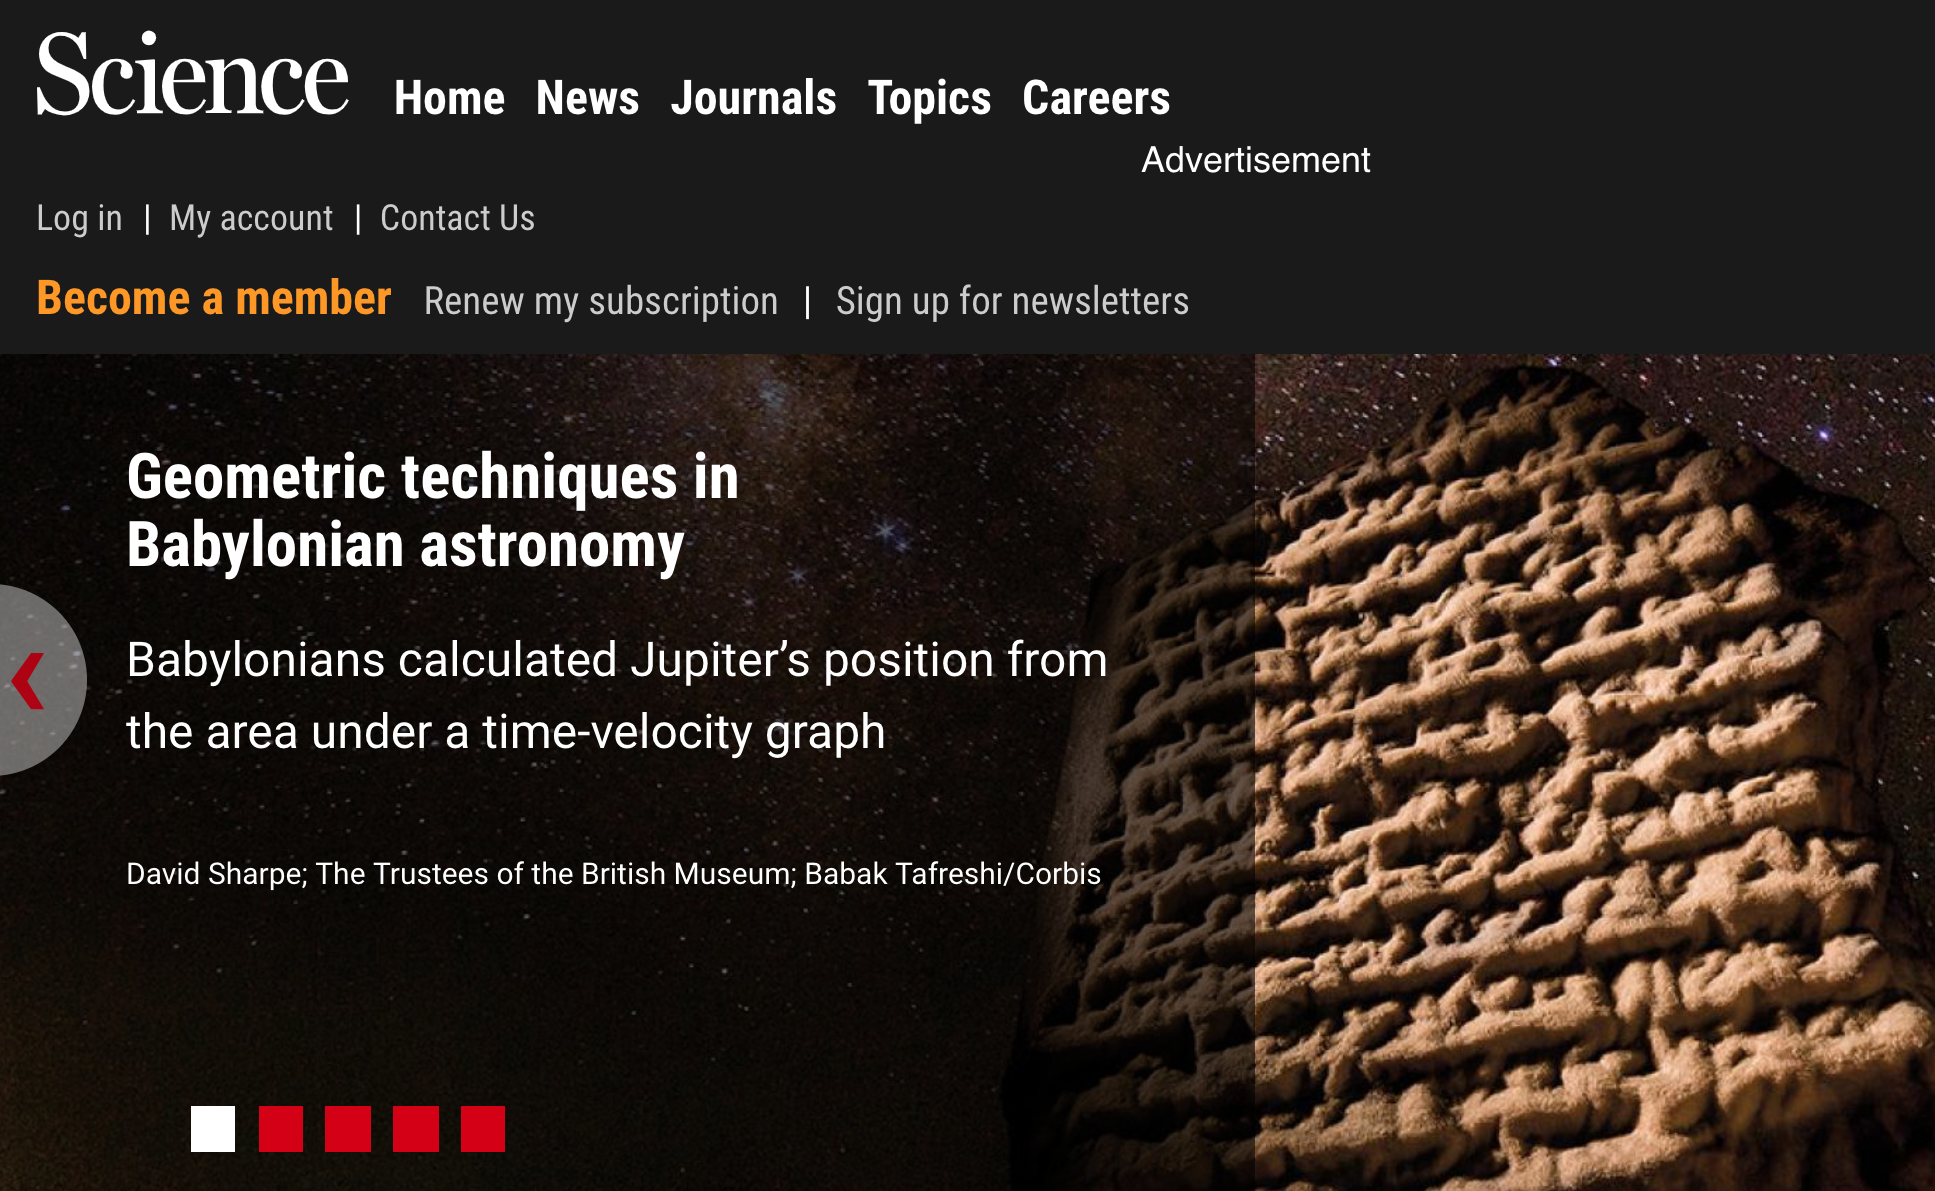 Science Home News Journals Topics Careers
Advertisement
Log in | My account | Contact Us
Become a member Renew my subscription | Sign up for newsletters
Geometric techniques in
Babylonian astronomy
Babylonians calculated Jupiter’s position from
the area under a time-velocity graph
David Sharpe; The Trustees of the British Museum; Babak Tafreshi/Corbis